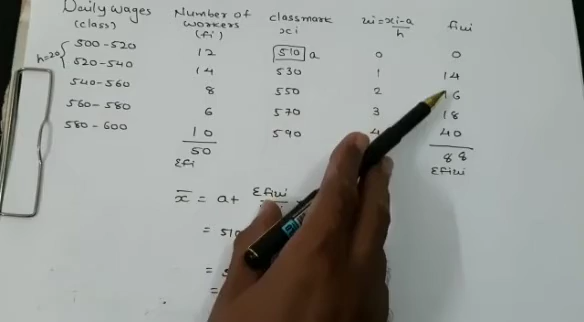 Daily wages (class) Number of workers (fi) classmark xi ui = xi-a/h fiui
h=20 500-520 12 510 a 0 0
520-540 14 530 1 14
540-560 8 550 2 16
560-580 6 570 3 18
580-600 10 590 4 40
50 88
Σfi Σfiui
x̄ = a+ Σfiui
= 510
=
=